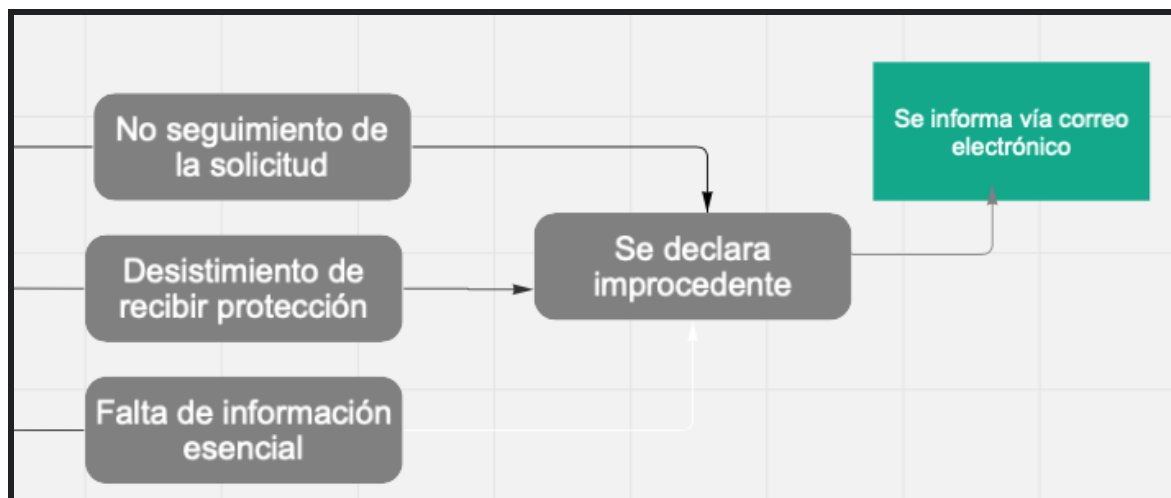 No seguimiento de
la solicitud
Desistimiento de
recibir protección
Falta de información
esencial
Se declara
improcedente
Se informa vía correo
electrónico